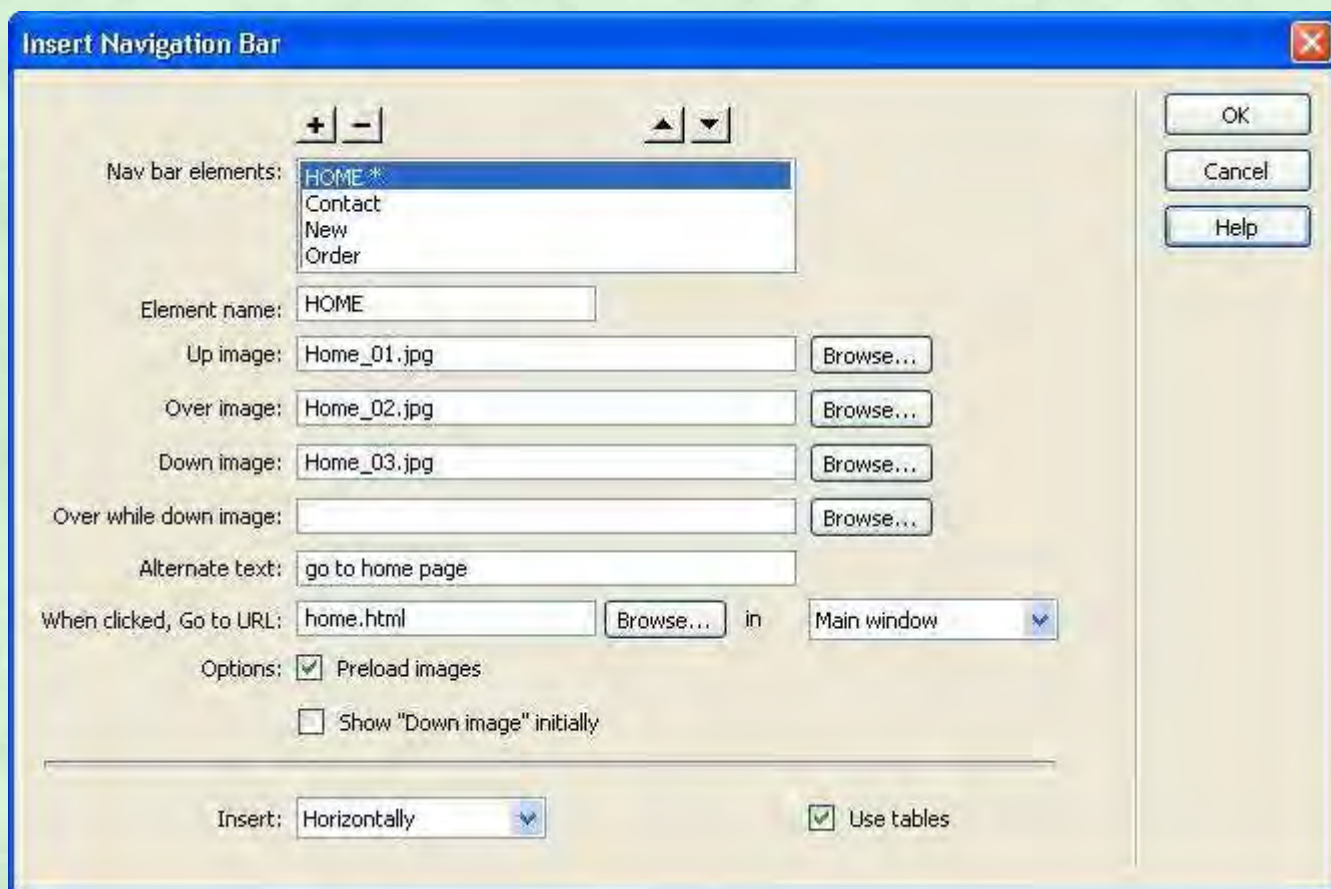 Insert Navigation Bar
OK
Nav bar elements: HOME *
Cancel
Contact
New
Help
Order
Element name: HOME
Up image: Home_01.jpg Browse...
Over image: Home_02.jpg Browse...
Down image: Home_03.jpg Browse...
Over while down image: Browse...
Alternate text: go to home page
When clicked, Go to URL: home.html Browse... in Main window
Options: Preload images
Show "Down image" initially
Insert: Horizontally Use tables